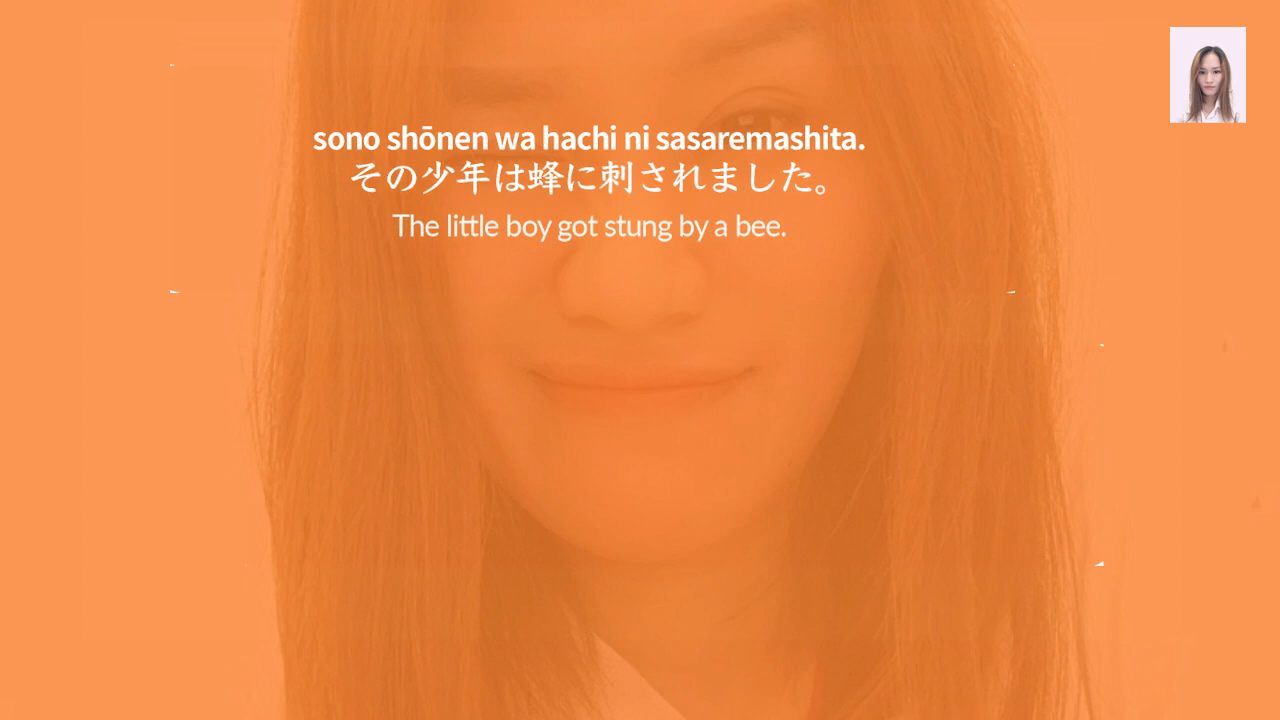 sono shōnen wa hachi ni sasaremashita.
その少年は蜂に刺されました。
The little boy got stung by a bee.